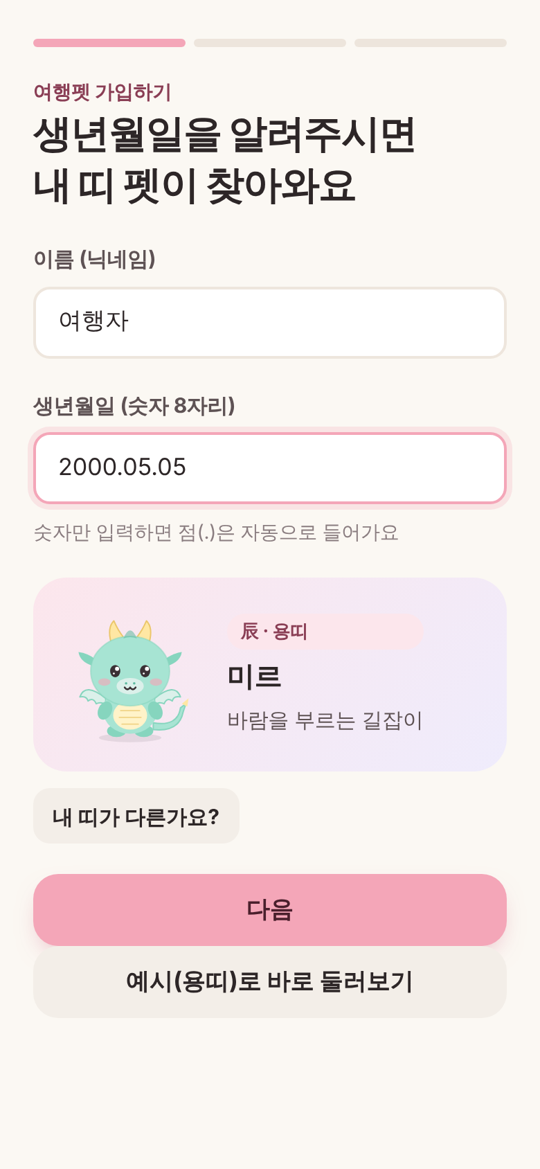 여행펫 가입하기
생년월일을 알려주시면
내 띠 펫이 찾아와요
이름 (닉네임)
여행자
생년월일 (숫자 8자리)
2000.05.05
숫자만 입력하면 점(.)은 자동으로 들어가요
辰 · 용띠
미르
바람을 부르는 길잡이
내 띠가 다른가요?
다음
예시(용띠)로 바로 둘러보기